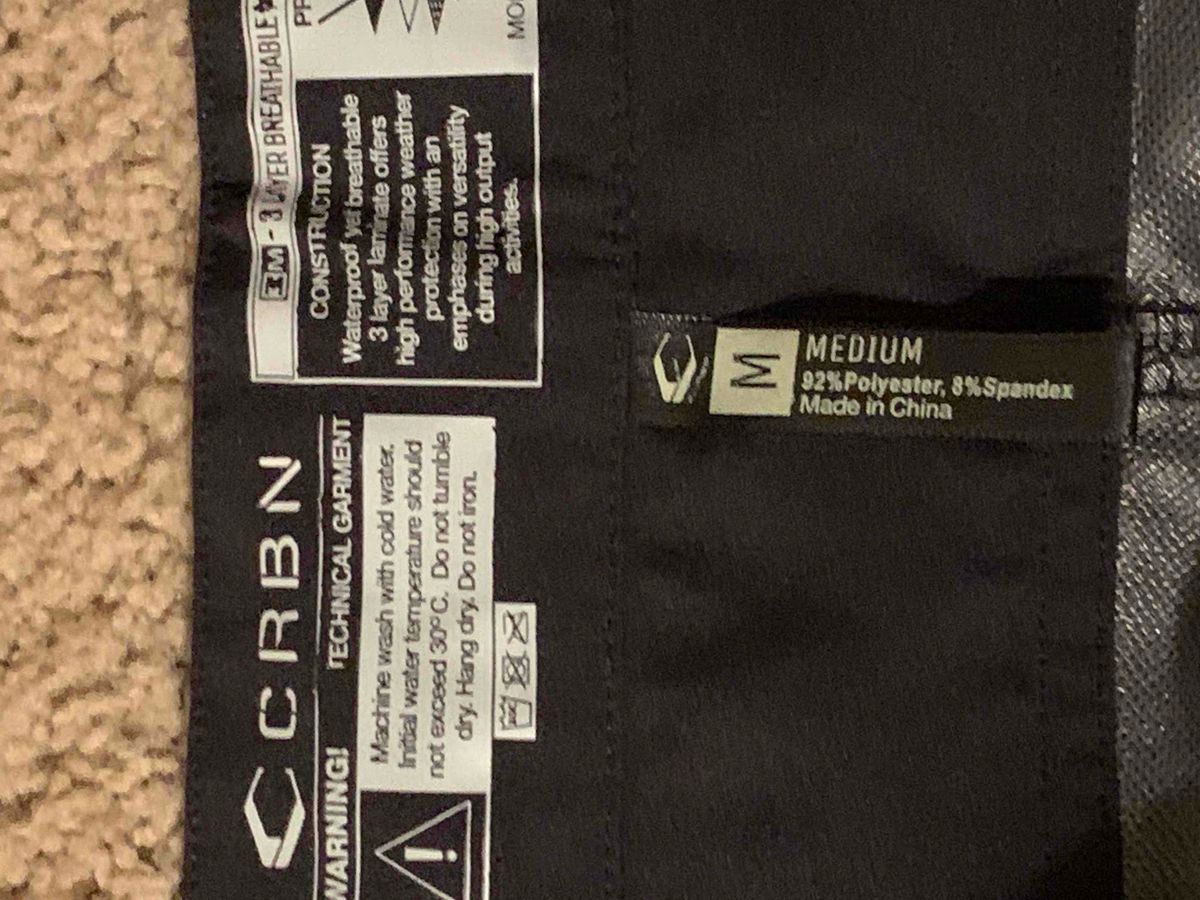 CRBN
TECHNICAL GARMENT
WARNING!
Machine wash with cold water.
Initial water temperature should
not exceed 30°C. Do not tumble
dry. Hang dry. Do not iron.
3M - 3 LAYER BREATHABLE
CONSTRUCTION
Waterproof yet breathable
3 layer laminate offers
high performance weather
protection with an
emphases on versatility
during high output
activities.
PR
MO
M
MEDIUM
92%Polyester, 8%Spandex
Made in China